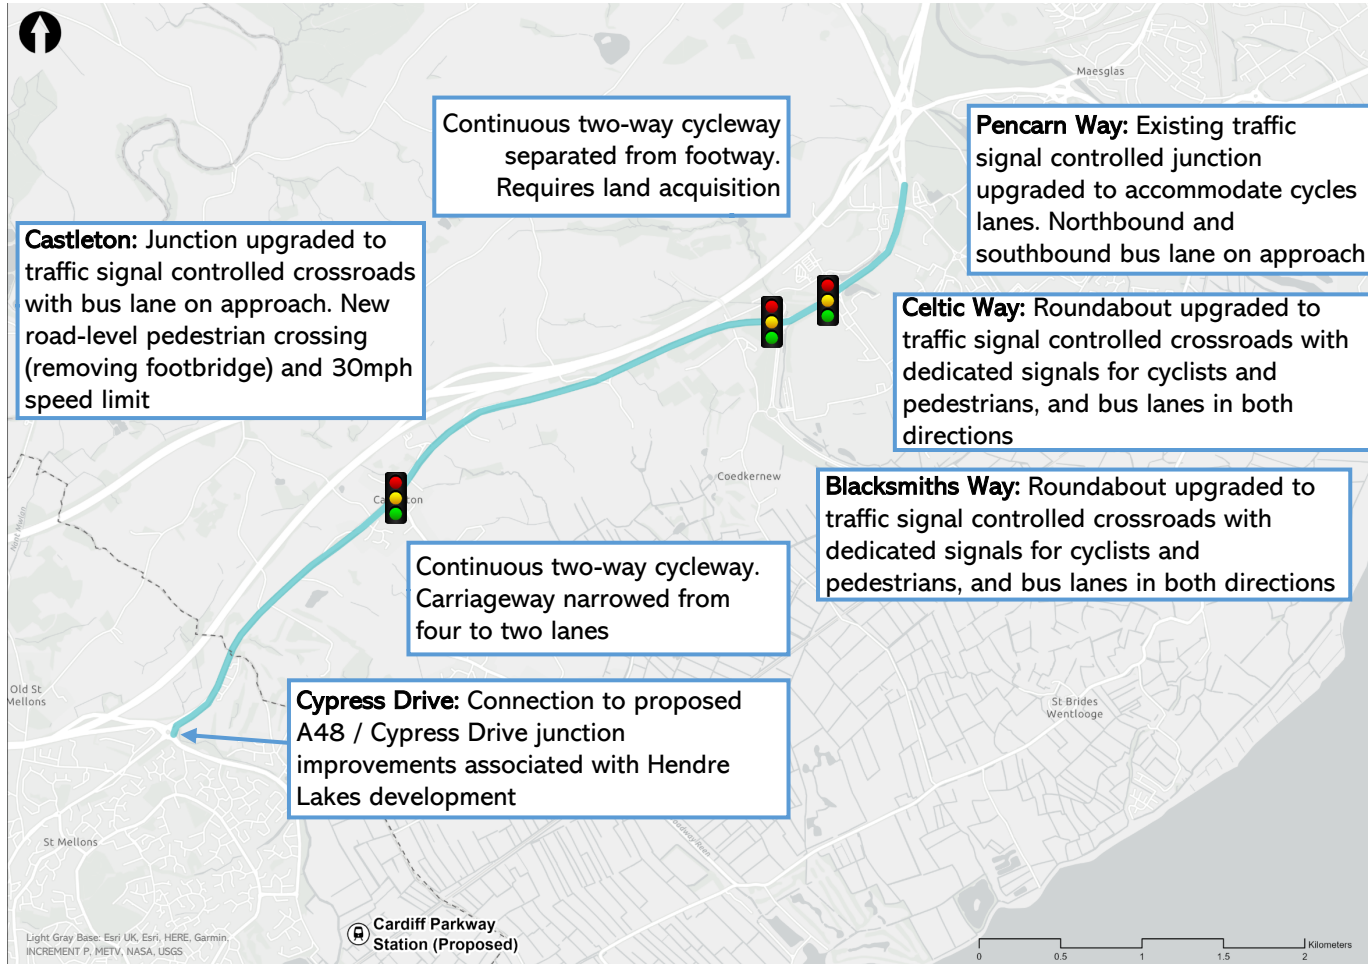 Maesglas
Continuous two-way cycleway
separated from footway.
Requires land acquisition
Pencarn Way: Existing traffic
signal controlled junction
upgraded to accommodate cycles
lanes. Northbound and
southbound bus lane on approach
Castleton: Junction upgraded to
traffic signal controlled crossroads
with bus lane on approach. New
road-level pedestrian crossing
(removing footbridge) and 30mph
speed limit
Celtic Way: Roundabout upgraded to
traffic signal controlled crossroads with
dedicated signals for cyclists and
pedestrians, and bus lanes in both
directions
Coedkernew
Blacksmiths Way: Roundabout upgraded to
traffic signal controlled crossroads with
dedicated signals for cyclists and
pedestrians, and bus lanes in both directions
Continuous two-way cycleway.
Carriageway narrowed from
four to two lanes
Old St
Mellons
Cypress Drive: Connection to proposed
A48 / Cypress Drive junction
improvements associated with Hendre
Lakes development
St Brides
Wentlooge
St Mellons
Cardiff Parkway
Station (Proposed)
Light Gray Base: Esri UK, Esri, HERE, Garmin,
INCREMENT P, METI, NASA, USGS
Kilometers
0 0.5 1 1.5 2